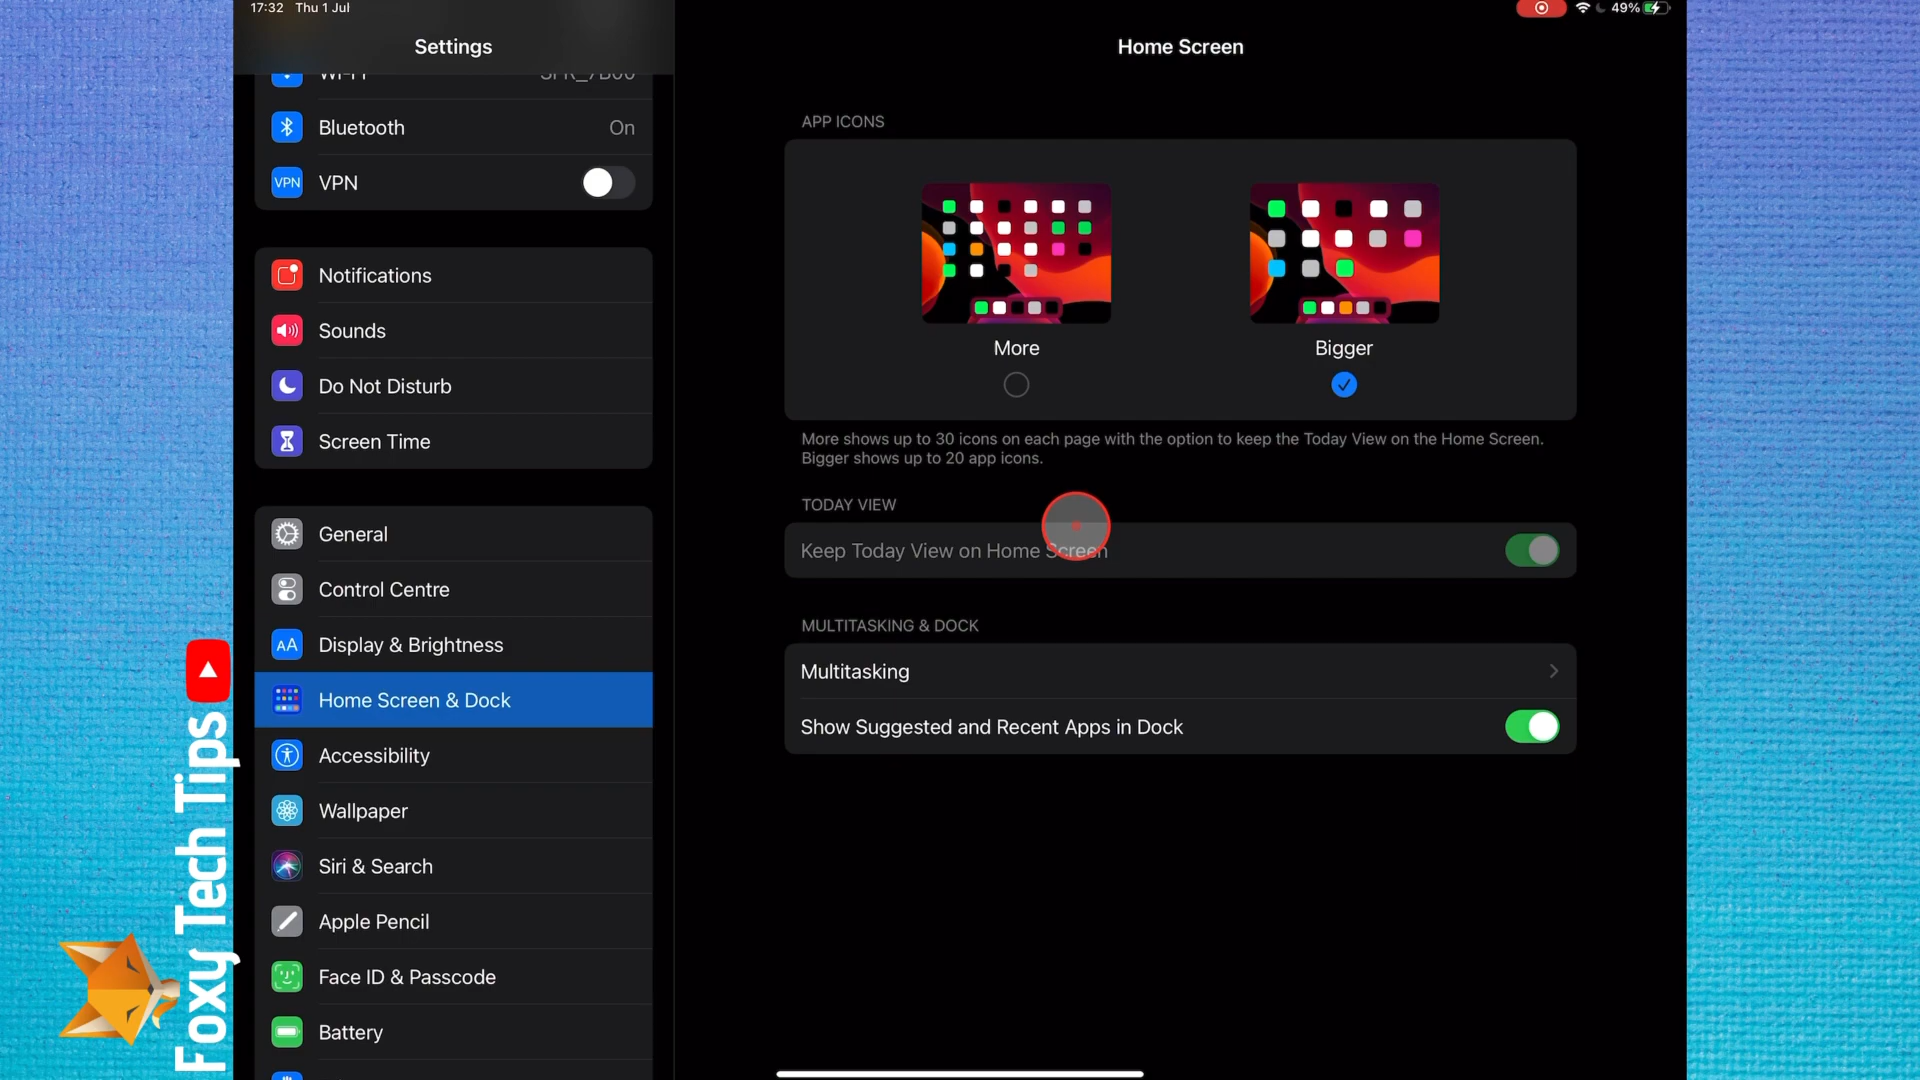 17:32 Thu 1 Jul
49%
Settings
Home Screen
Wi-Fi
Bluetooth On
VPN VPN
Notifications
Sounds
Do Not Disturb
Screen Time
General
Control Centre
AA Display & Brightness
Home Screen & Dock
Accessibility
Wallpaper
Siri & Search
Apple Pencil
Face ID & Passcode
Battery
APP ICONS
More
Bigger
More shows up to 30 icons on each page with the option to keep the Today View on the Home Screen.
Bigger shows up to 20 app icons.
TODAY VIEW
Keep Today View on Home Screen
MULTITASKING & DOCK
Multitasking
Show Suggested and Recent Apps in Dock
Foxy Tech Tips